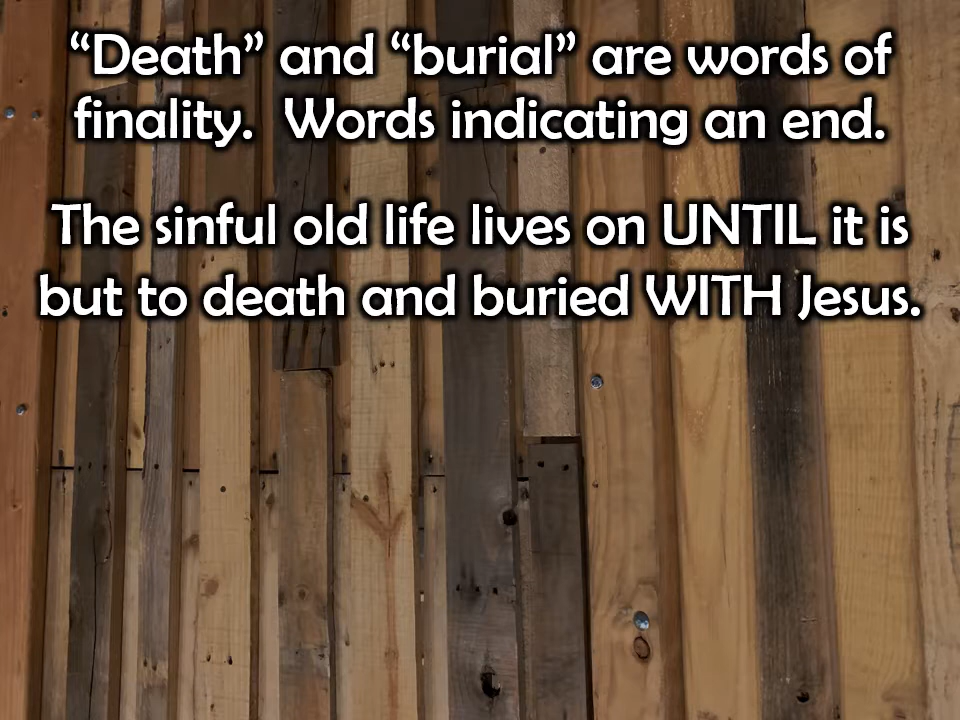 “Death” and “burial” are words of
finality.  Words indicating an end.
The sinful old life lives on UNTIL it is
but to death and buried WITH Jesus.